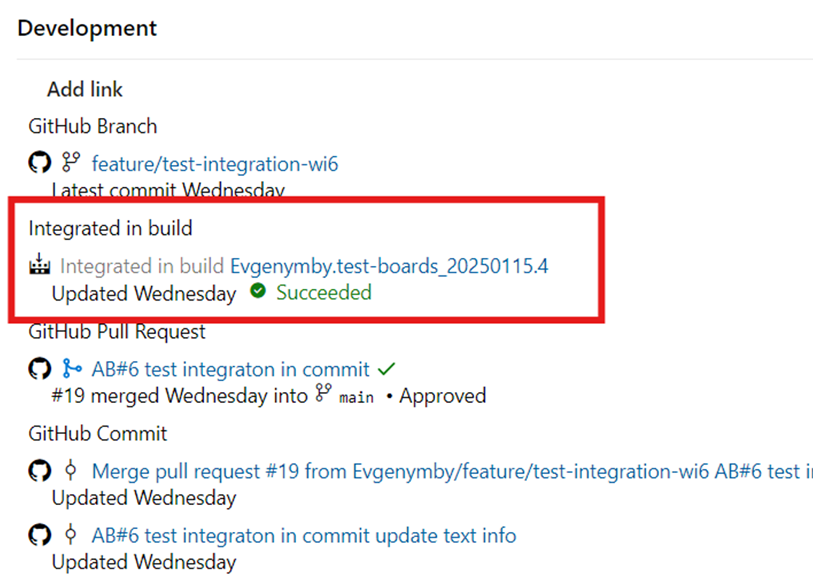 Development
Add link
GitHub Branch
feature/test-integration-wi6
Latest commit Wednesday
Integrated in build
Integrated in build Evgenymby.test-boards_20250115.4
Updated Wednesday Succeeded
GitHub Pull Request
AB#6 test integraton in commit
#19 merged Wednesday into main • Approved
GitHub Commit
Merge pull request #19 from Evgenymby/feature/test-integration-wi6 AB#6 test
Updated Wednesday
AB#6 test integraton in commit update text info
Updated Wednesday